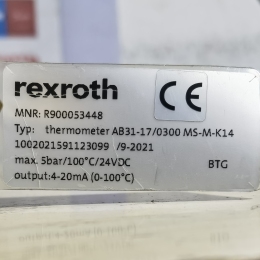 rexroth
CE
MNR: R900053448
Typ: thermometer AB31-17/0300 MS-M-K14
1002021591123099 /9-2021
max. 5bar/100°C/24VDC BTG
output:4-20mA (0-100°C)